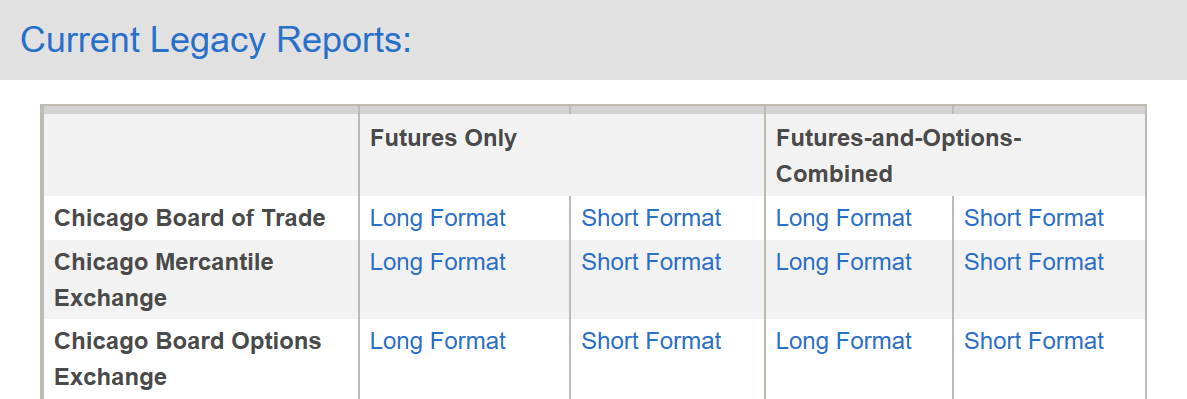 Current Legacy Reports:
Futures Only Futures-and-Options-
Combined
Chicago Board of Trade Long Format Short Format Long Format Short Format
Chicago Mercantile Long Format Short Format Long Format Short Format
Exchange
Chicago Board Options Long Format Short Format Long Format Short Format
Exchange